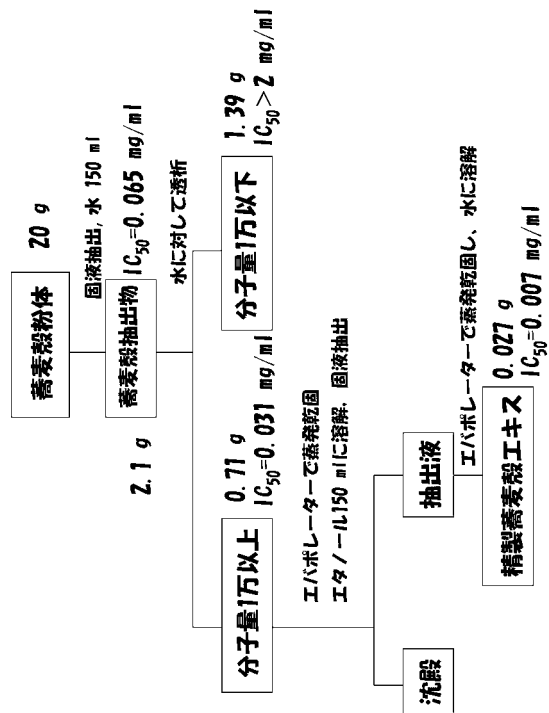 蕎麦殻粉体
20 g
固液抽出, 水 150 ml
蕎麦殻抽出物
2.1 g
IC50=0.065 mg/ml
水に対して透析
分子量1万以上
0.71 g
IC50=0.031 mg/ml
分子量1万以下
1.39 g
IC50>2 mg/ml
エバポレーターで蒸発乾固
エタノール150 mlに溶解, 固液抽出
沈殿
抽出液
エバポレーターで蒸発乾固し、水に溶解
精製蕎麦殻エキス
0.027 g
IC50=0.007 mg/ml